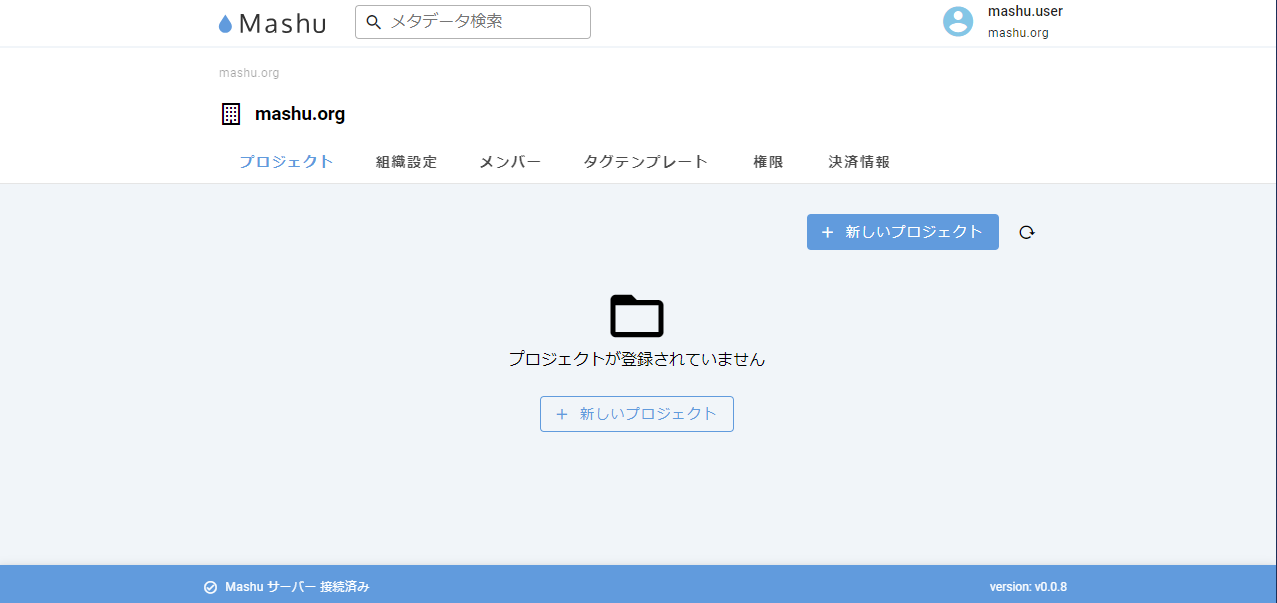 Mashu
メタデータ検索
mashu.user
mashu.org
mashu.org
mashu.org
プロジェクト 組織設定 メンバー タグテンプレート 権限 決済情報
+ 新しいプロジェクト
プロジェクトが登録されていません
+ 新しいプロジェクト
Mashu サーバー 接続済み
version: v0.0.8